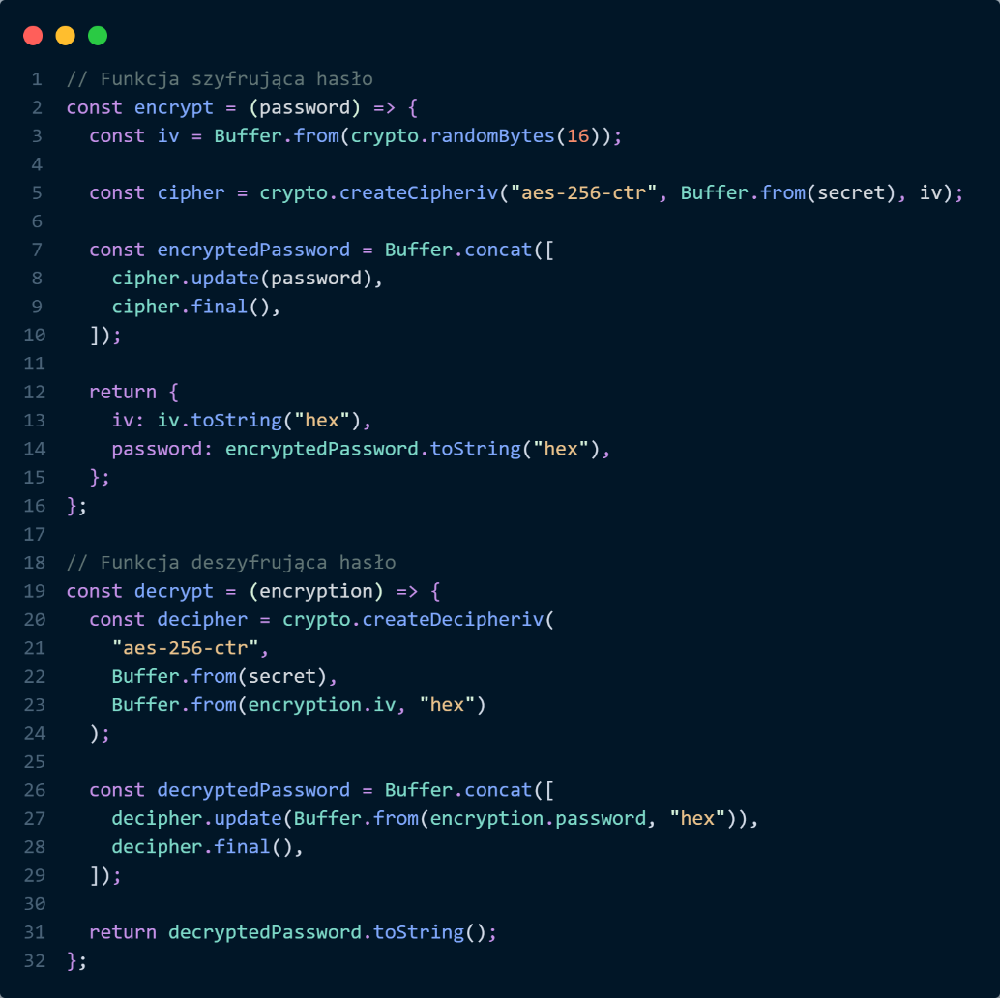 1 // Funkcja szyfrująca hasło
2 const encrypt = (password) => {
3   const iv = Buffer.from(crypto.randomBytes(16));
4
5   const cipher = crypto.createCipheriv("aes-256-ctr", Buffer.from(secret), iv);
6
7   const encryptedPassword = Buffer.concat([
8     cipher.update(password),
9     cipher.final(),
10   ]);
11
12   return {
13     iv: iv.toString("hex"),
14     password: encryptedPassword.toString("hex"),
15   };
16 };
17
18 // Funkcja deszyfrująca hasło
19 const decrypt = (encryption) => {
20   const decipher = crypto.createDecipheriv(
21     "aes-256-ctr",
22     Buffer.from(secret),
23     Buffer.from(encryption.iv, "hex")
24   );
25
26   const decryptedPassword = Buffer.concat([
27     decipher.update(Buffer.from(encryption.password, "hex")),
28     decipher.final(),
29   ]);
30
31   return decryptedPassword.toString();
32 };